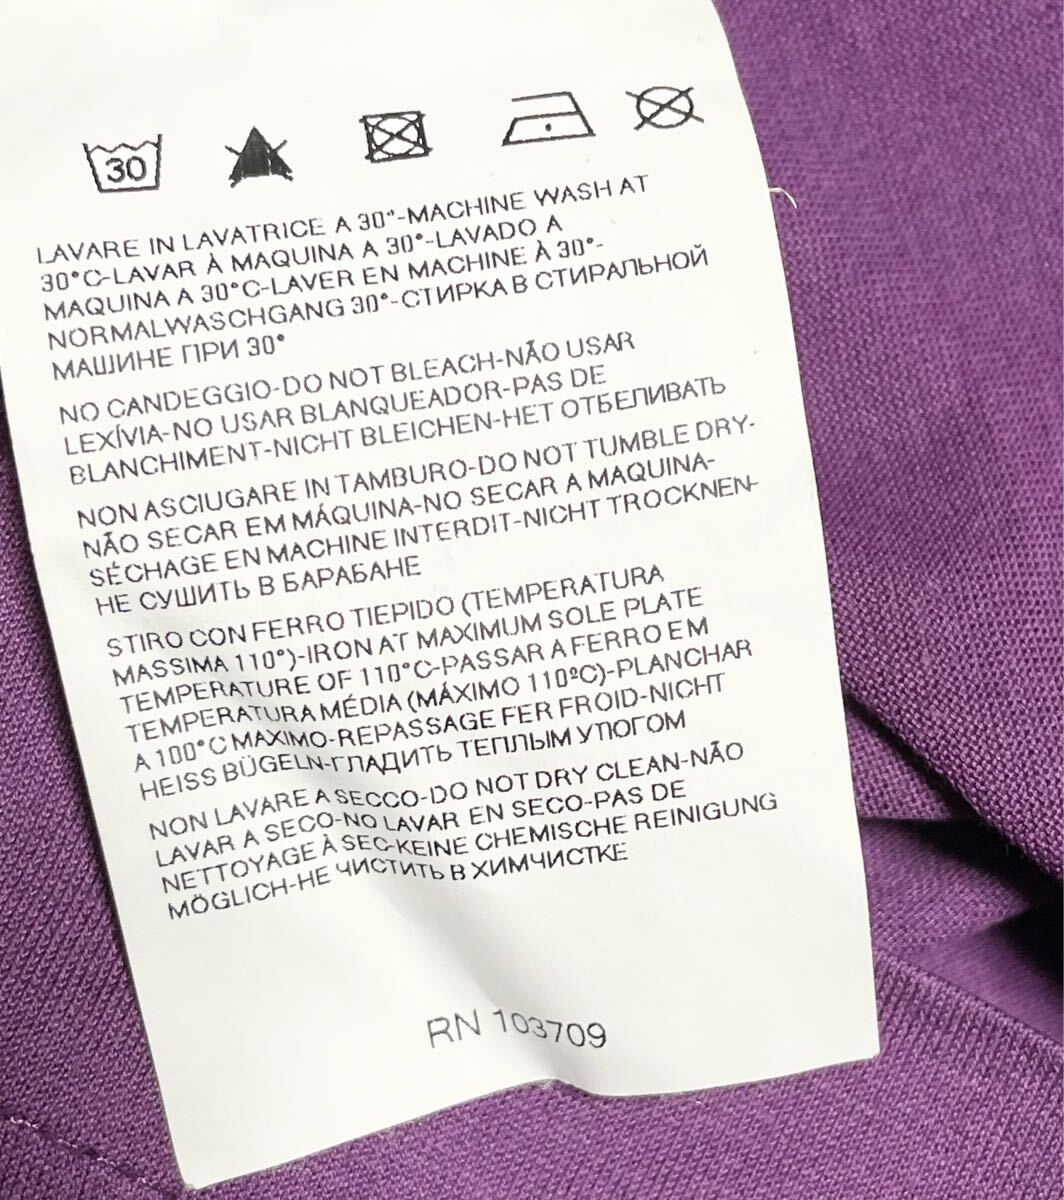 30
LAVARE IN LAVATRICE A 30°-MACHINE WASH AT
30°C-LAVAR À MAQUINA A 30°-LAVADO A
MAQUINA A 30°C-LAVER EN MACHINE À 30°-
NORMALWASCHGANG 30°-СТИРКА В СТИРАЛЬНОЙ
МАШИНЕ ПРИ 30°
NO CANDEGGIO-DO NOT BLEACH-NÃO USAR
LEXÍVIA-NO USAR BLANQUEADOR-PAS DE
BLANCHIMENT-NICHT BLEICHEN-НЕТ ОТБЕЛИВАТЬ
NON ASCIUGARE IN TAMBURO-DO NOT TUMBLE DRY-
NÃO SECAR EM MÁQUINA-NO SECAR A MAQUINA-
SÉCHAGE EN MACHINE INTERDIT-NICHT TROCKNEN-
НЕ СУШИТЬ В БАРАБАНЕ
STIRO CON FERRO TIEPIDO (TEMPERATURA
MASSIMA 110°)-IRON AT MAXIMUM SOLE PLATE
TEMPERATURE OF 110°C-PASSAR A FERRO EM
TEMPERATURA MÉDIA (MÁXIMO 110ºC)-PLANCHAR
A 100°C MAXIMO-REPASSAGE FER FROID-NICHT
HEISS BÜGELN-ГЛАДИТЬ ТЕПЛЫМ УПОГОМ
NON LAVARE A SECCO-DO NOT DRY CLEAN-NÃO
LAVAR A SECO-NO LAVAR EN SECO-PAS DE
NETTOYAGE À SEC-KEINE CHEMISCHE REINIGUNG
MÖGLICH-НЕ ЧИСТИТЬ В ХИМЧИСТКЕ
RN 103709